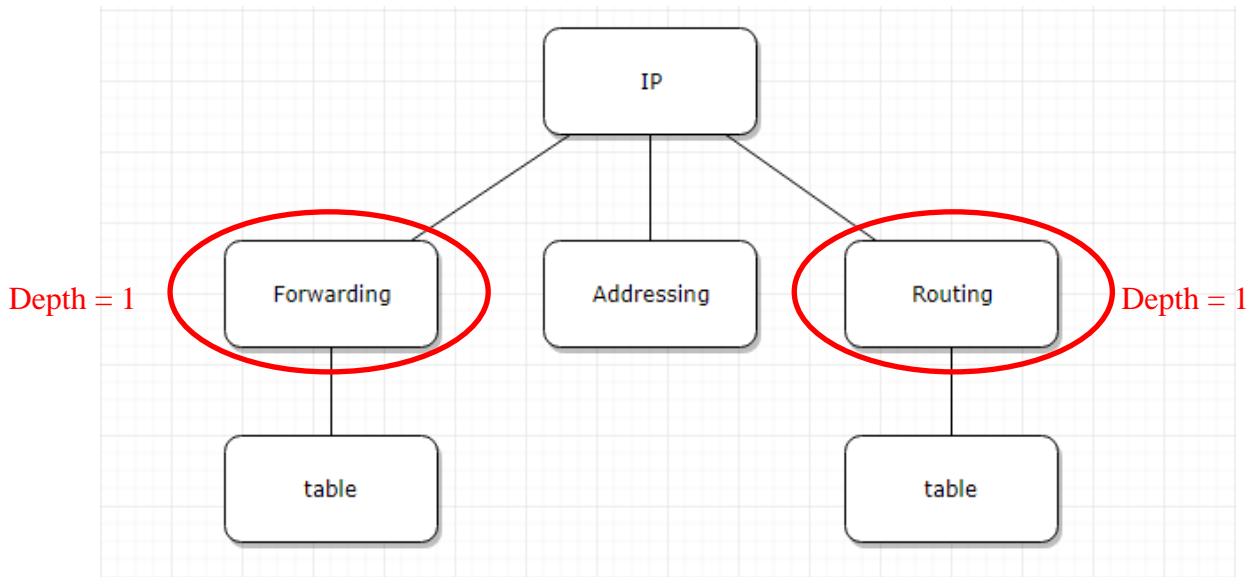 IP
Depth = 1
Forwarding
Addressing
Routing
Depth = 1
table
table